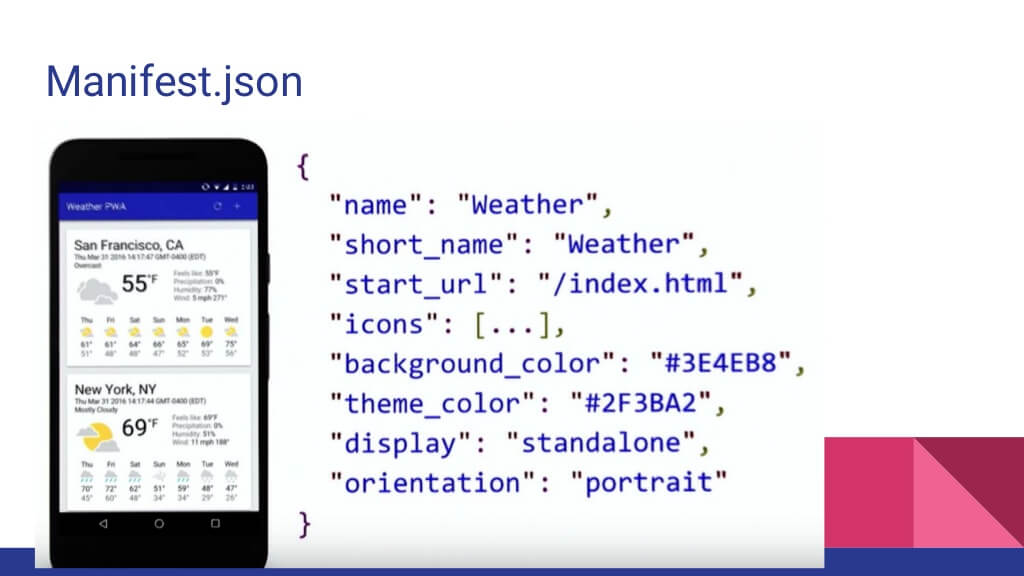 Manifest.json
Weather PWA
San Francisco, CA
Thu Mar 31 2016 14:17:47 GMT-0400 (EDT)
Overcast
55°F
Feels like: 55°F
Precipitation: 0%
Humidity: 77%
Wind: 5 mph 271°
Thu Fri Sat Sun Mon Tue Wed
61° 61° 64° 66° 65° 69° 75°
51° 48° 48° 47° 52° 53° 56°
New York, NY
Thu Mar 31 2016 14:17:44 GMT-0400 (EDT)
Mostly Cloudy
69°F
Feels like: 69°F
Precipitation: 0%
Humidity: 51%
Wind: 11 mph 188°
Thu Fri Sat Sun Mon Tue Wed
70° 72° 62° 51° 59° 48° 47°
45° 60° 48° 34° 34° 29° 26°
{
"name": "Weather",
"short_name": "Weather",
"start_url": "/index.html",
"icons": [...],
"background_color": "#3E4EB8",
"theme_color": "#2F3BA2",
"display": "standalone",
"orientation": "portrait"
}